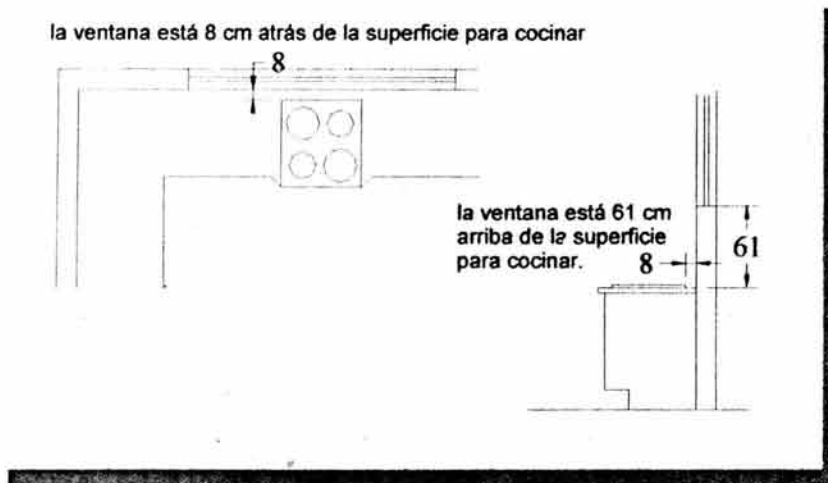 la ventana está 8 cm atrás de la superficie para cocinar
8
la ventana está 61 cm
arriba de la superficie
para cocinar.
8
61